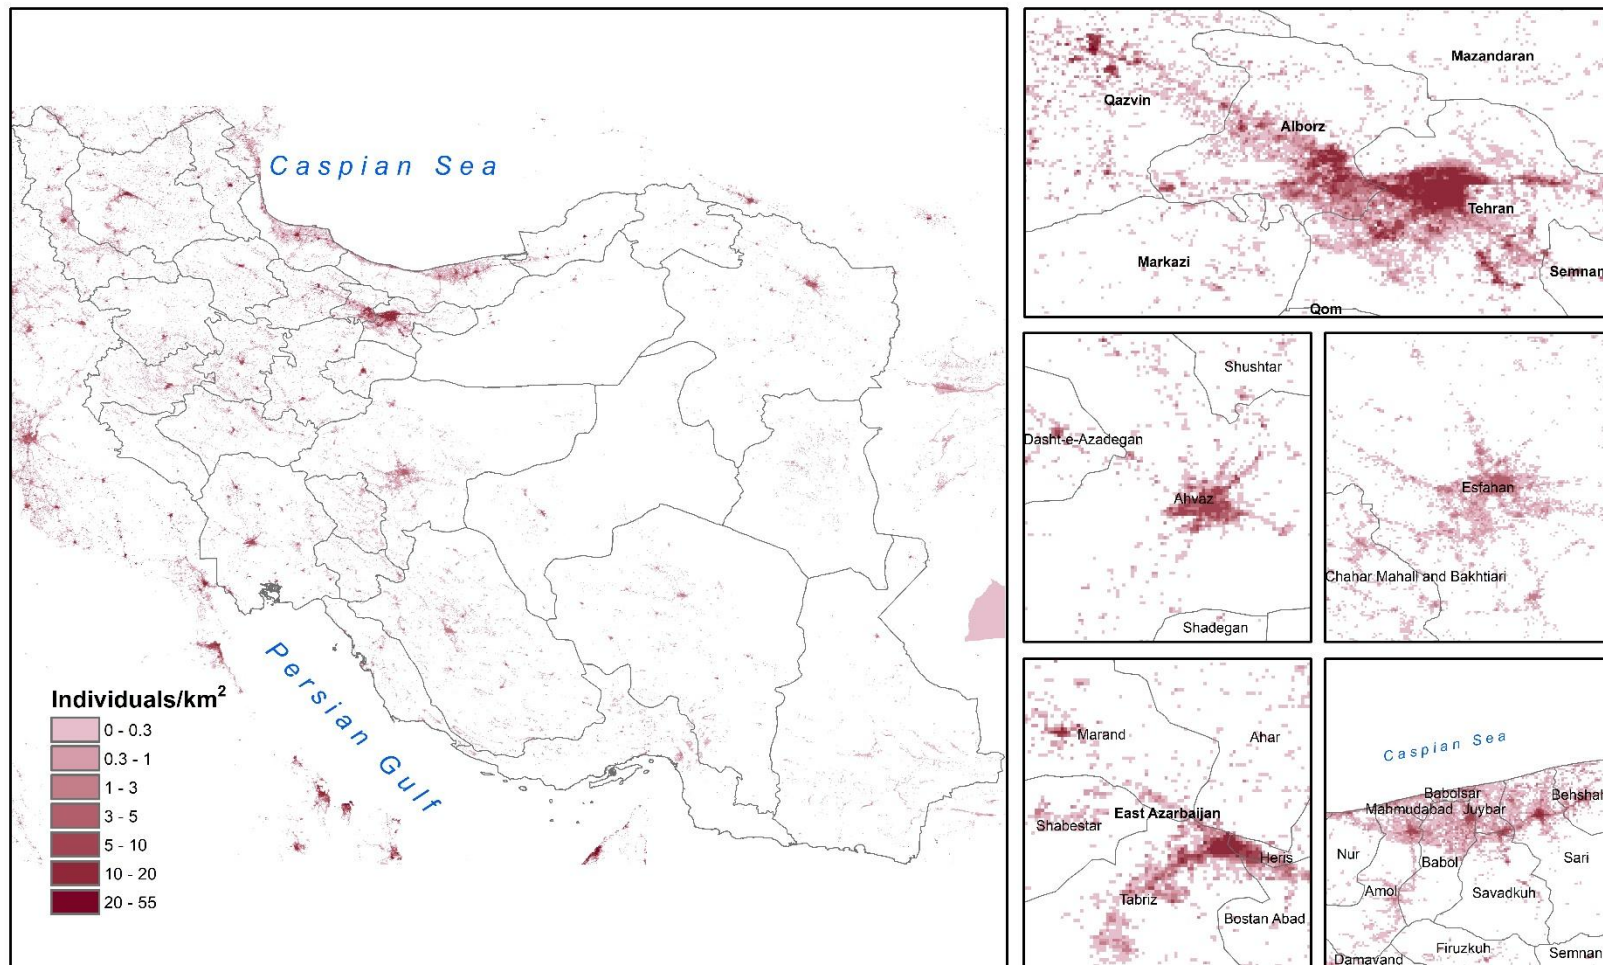 Caspian Sea
Persian Gulf
Individuals/km²
0 - 0.3
0.3 - 1
1 - 3
3 - 5
5 - 10
10 - 20
20 - 55
Mazandaran
Qazvin
Alborz
Tehran
Markazi
Semnan
Qom
Shushtar
Dasht-e-Azadegan
Ahvaz
Shadegan
Esfahan
Chahar Mahall and Bakhtiari
Marand
Ahar
East Azarbaijan
Shabestar
Heris
Tabriz
Bostan Abad
Caspian Sea
Babolsar
Behshah
Mahmudabad
Juybar
Nur
Babol
Sari
Amol
Savadkuh
Firuzkuh
Semnan
Damavand